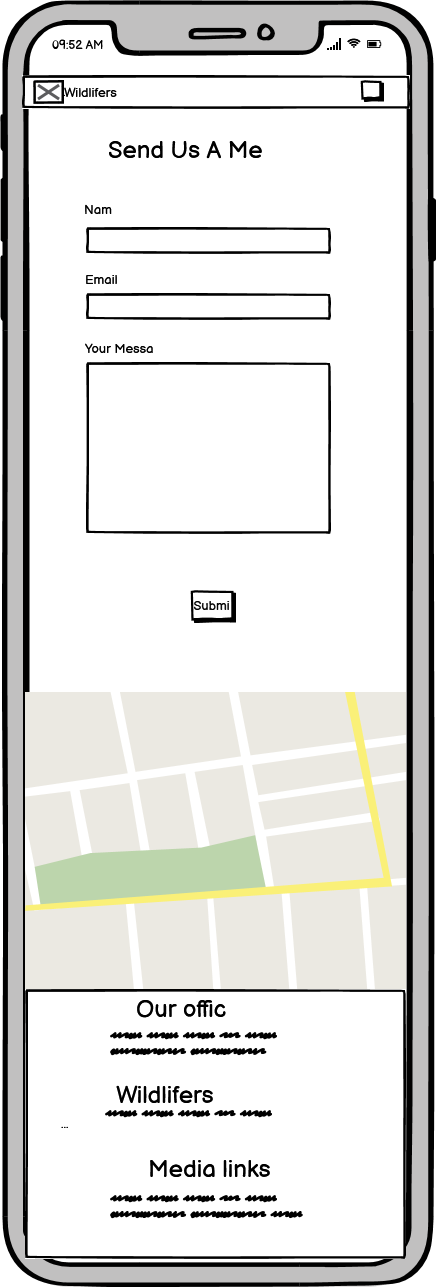 09:52 AM
Wildlifers
Send Us A Me
Nam
Email
Your Messa
Submi
Our offic
Wildlifers
...
Media links